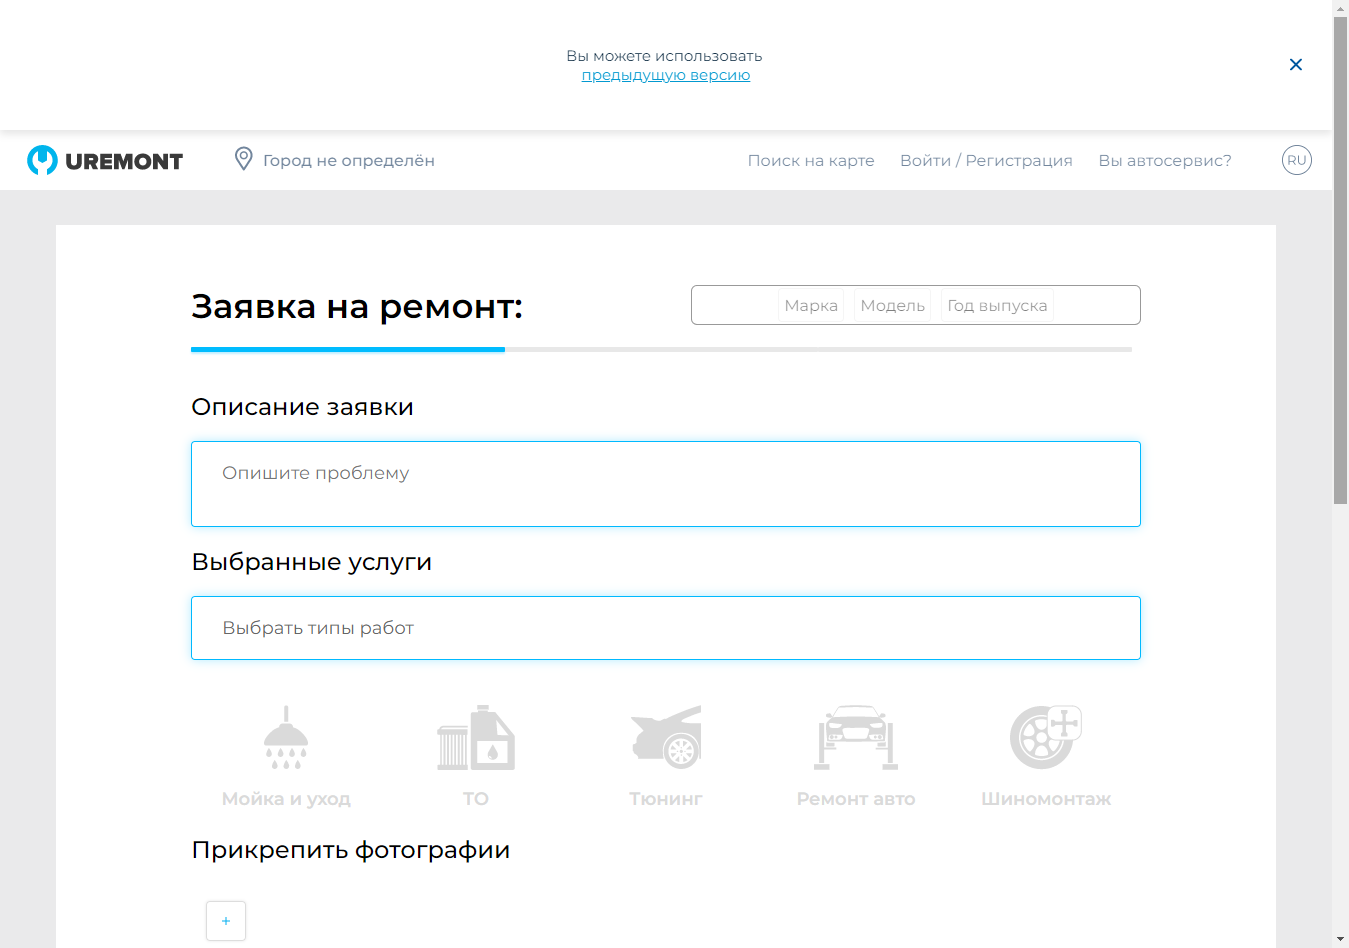 Вы можете использовать
предыдущую версию
UREMONT
Город не определён
Поиск на карте
Войти / Регистрация
Вы автосервис?
RU
Заявка на ремонт:
Марка
Модель
Год выпуска
Описание заявки
Опишите проблему
Выбранные услуги
Выбрать типы работ
Мойка и уход
ТО
Тюнинг
Ремонт авто
Шиномонтаж
Прикрепить фотографии
+